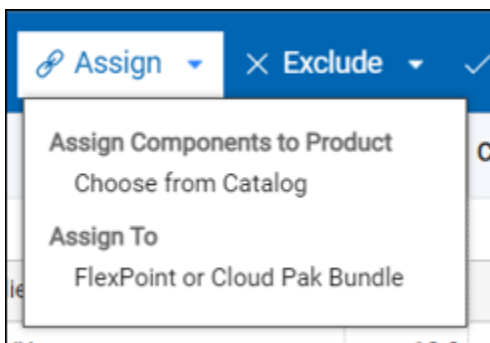 Assign
Exclude
Assign Components to Product
Choose from Catalog
Assign To
FlexPoint or Cloud Pak Bundle